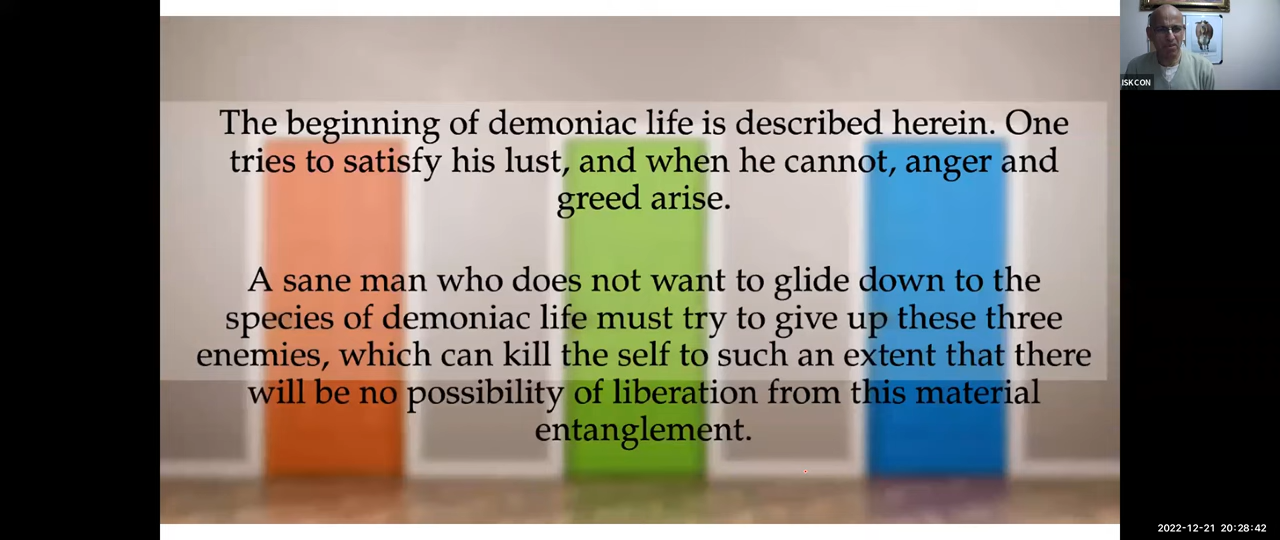 The beginning of demoniac life is described herein. One
tries to satisfy his lust, and when he cannot, anger and
greed arise.
A sane man who does not want to glide down to the
species of demoniac life must try to give up these three
enemies, which can kill the self to such an extent that there
will be no possibility of liberation from this material
entanglement.
ISKCON
2022-12-21 20:28:42